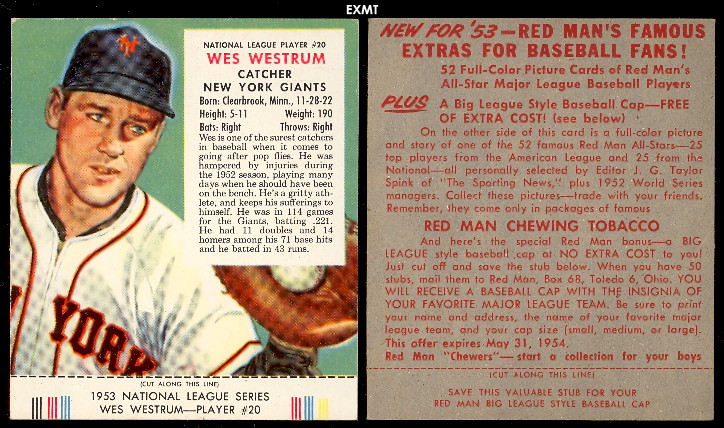 EXMT
NY
YORK
NATIONAL LEAGUE PLAYER #20
WES WESTRUM
CATCHER
NEW YORK GIANTS
Born: Clearbrook, Minn., 11-28-22
Height: 5-11 Weight: 190
Bats: Right Throws: Right
Wes is one of the surest catchers
in baseball when it comes to
going after pop flies. He was
hampered by injuries during
the 1952 season, playing many
days when he should have been
on the bench. He's a gritty ath-
lete, and keeps his sufferings to
himself. He was in 114 games
for the Giants, batting .221.
He had 11 doubles and 14
homers among his 71 base hits
and he batted in 43 runs.
(CUT ALONG THIS LINE)
1953 NATIONAL LEAGUE SERIES
WES WESTRUM—PLAYER #20
NEW FOR '53—RED MAN'S FAMOUS
EXTRAS FOR BASEBALL FANS!
52 Full-Color Picture Cards of Red Man's
All-Star Major League Baseball Players
PLUS A Big League Style Baseball Cap—FREE
OF EXTRA COST! (see below)
On the other side of this card is a full-color picture
and story of one of the 52 famous Red Man All-Stars—25
top players from the American League and 25 from the
National—all personally selected by Editor J. G. Taylor
Spink of "The Sporting News," plus 1952 World Series
managers. Collect these pictures—trade with your friends.
Remember, they come only in packages of famous
RED MAN CHEWING TOBACCO
And here's the special Red Man bonus—a BIG
LEAGUE style baseball cap at NO EXTRA COST to you!
Just cut off and save the stub below. When you have 50
stubs, mail them to Red Man, Box 68, Toledo 6, Ohio. YOU
WILL RECEIVE A BASEBALL CAP WITH THE INSIGNIA OF
YOUR FAVORITE MAJOR LEAGUE TEAM. Be sure to print
your name and address, the name of your favorite major
league team, and your cap size (small, medium, or large).
This offer expires May 31, 1954.
Red Man "Chewers"—start a collection for your boys
(CUT ALONG THIS LINE)
SAVE THIS VALUABLE STUB FOR YOUR
RED MAN BIG LEAGUE STYLE BASEBALL CAP